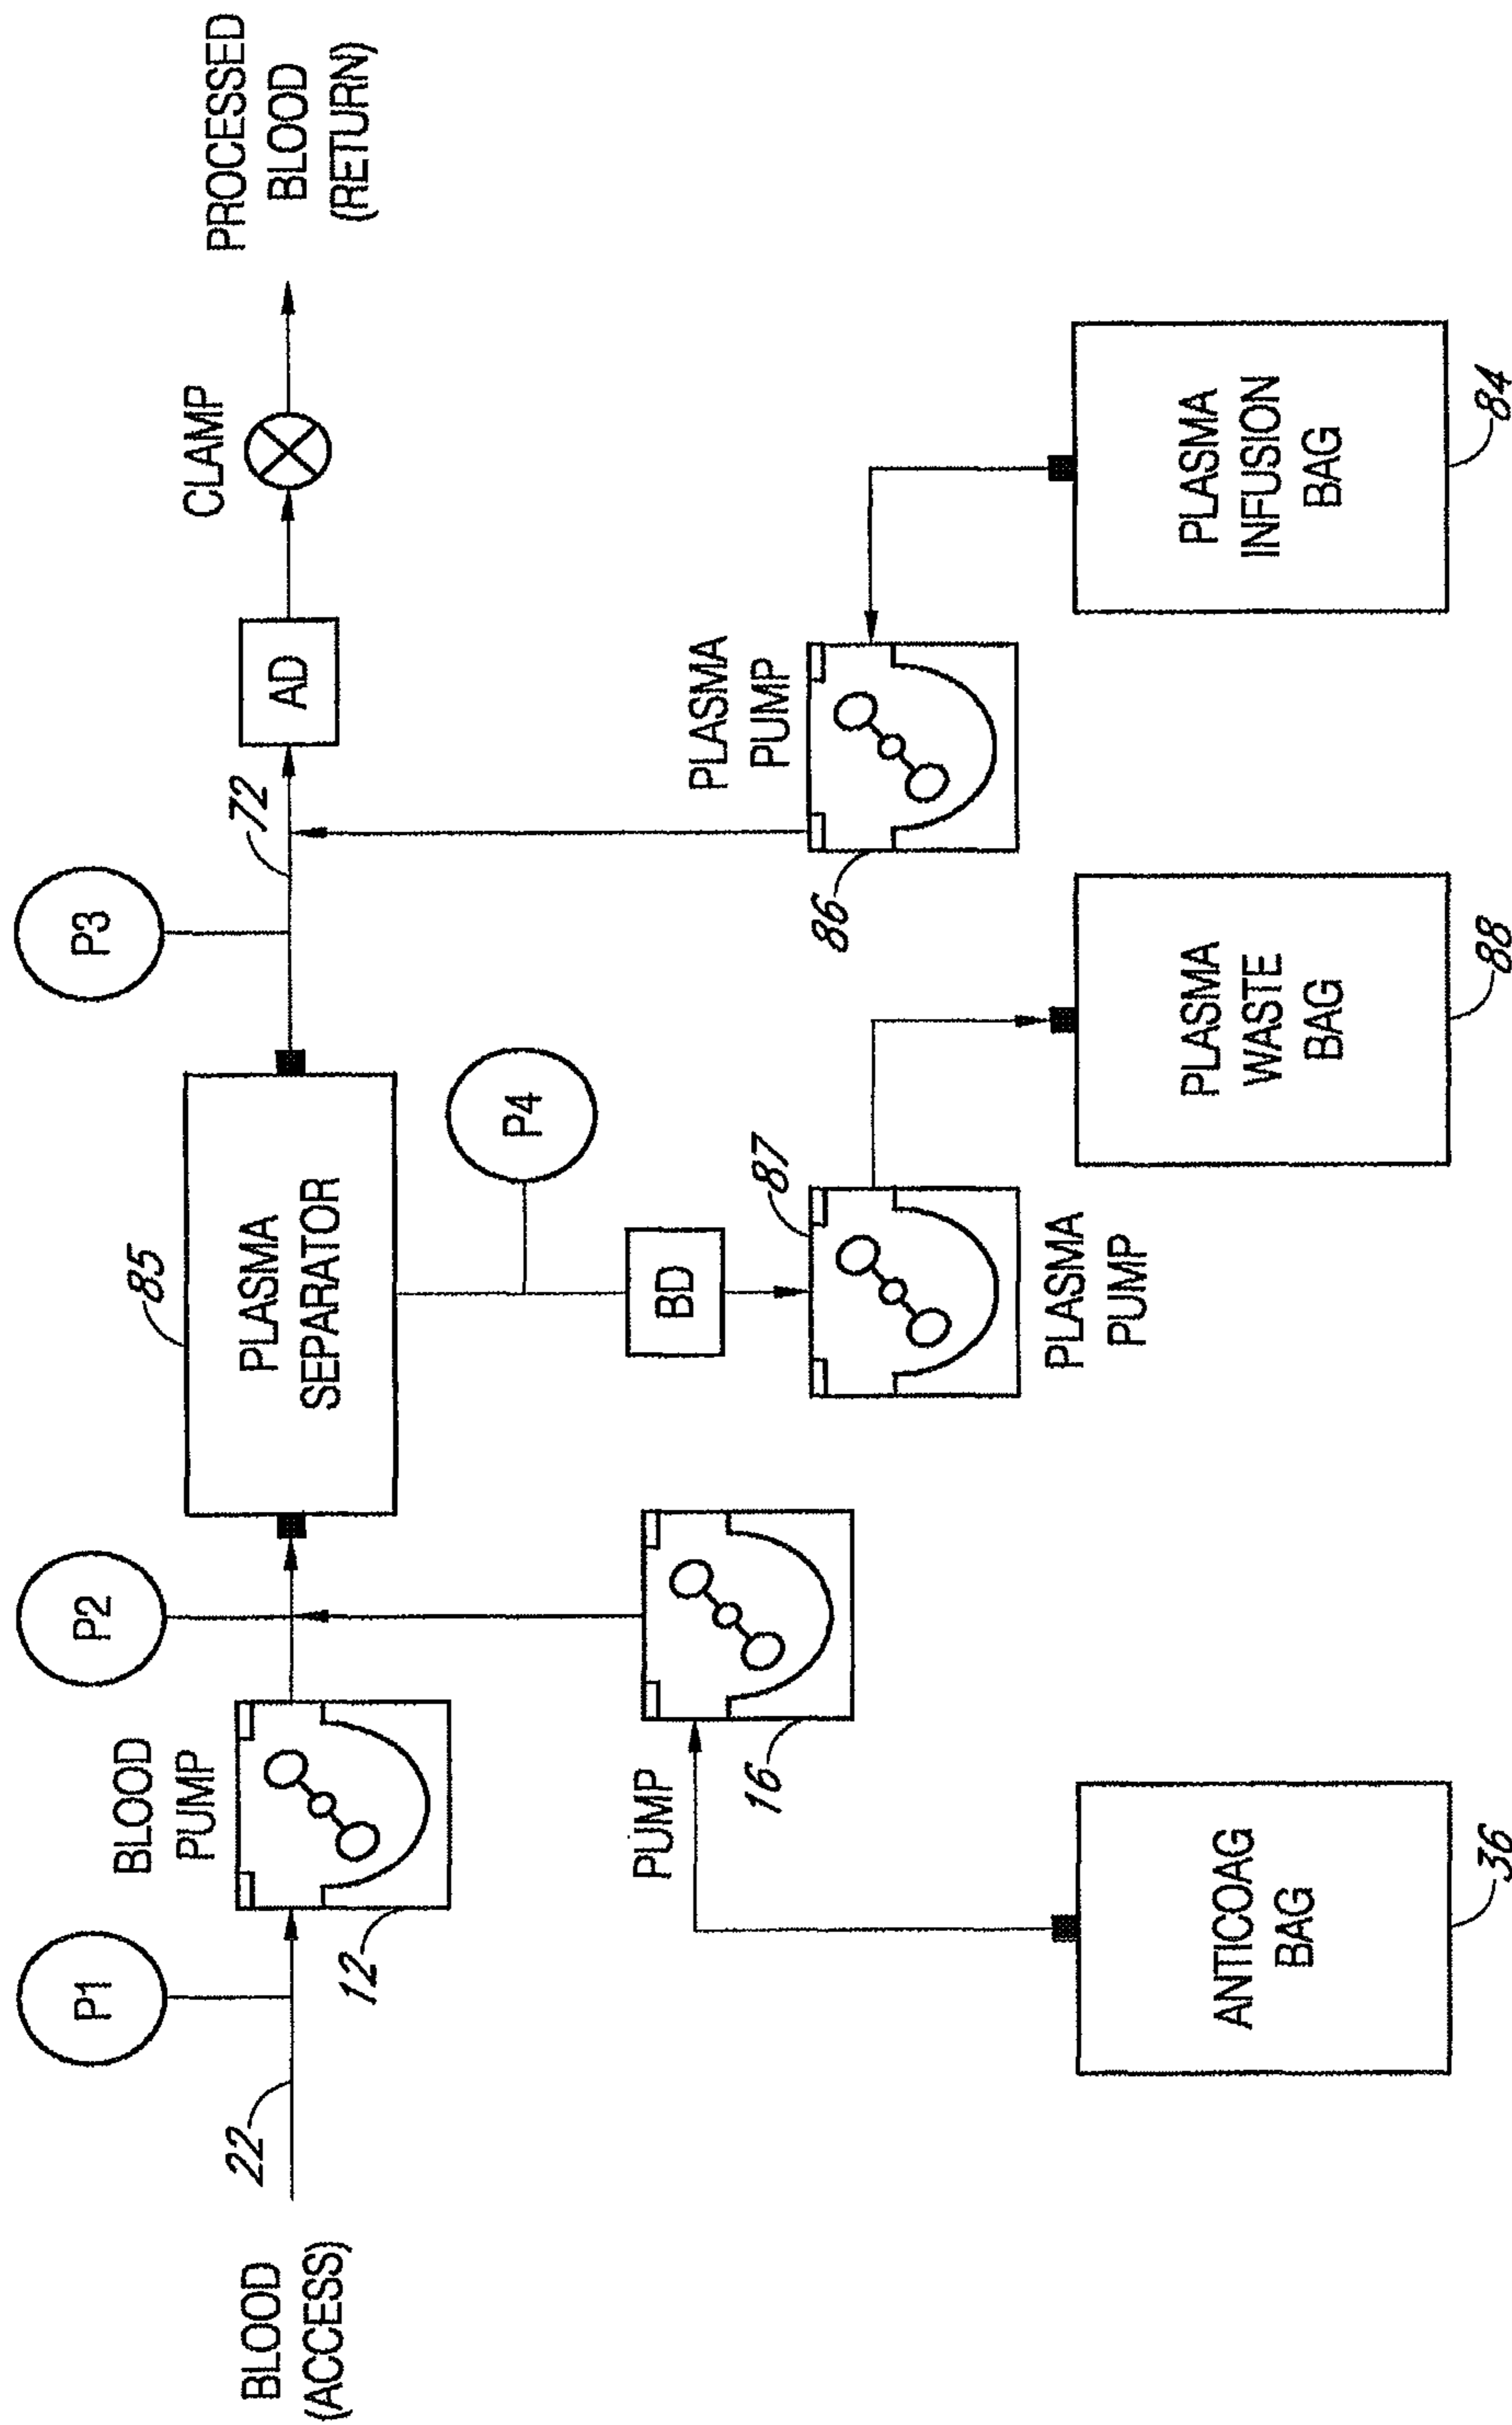 BLOOD
(ACCESS)
22
P1
BLOOD
PUMP
12
P2
85
PLASMA
SEPARATOR
P3
72
AD
CLAMP
PROCESSED
BLOOD
(RETURN)
P4
BD
PUMP
16
87
PLASMA
PUMP
PLASMA
PUMP
86
ANTICOAG
BAG
36
PLASMA
WASTE
BAG
88
PLASMA
INFUSION
BAG
84